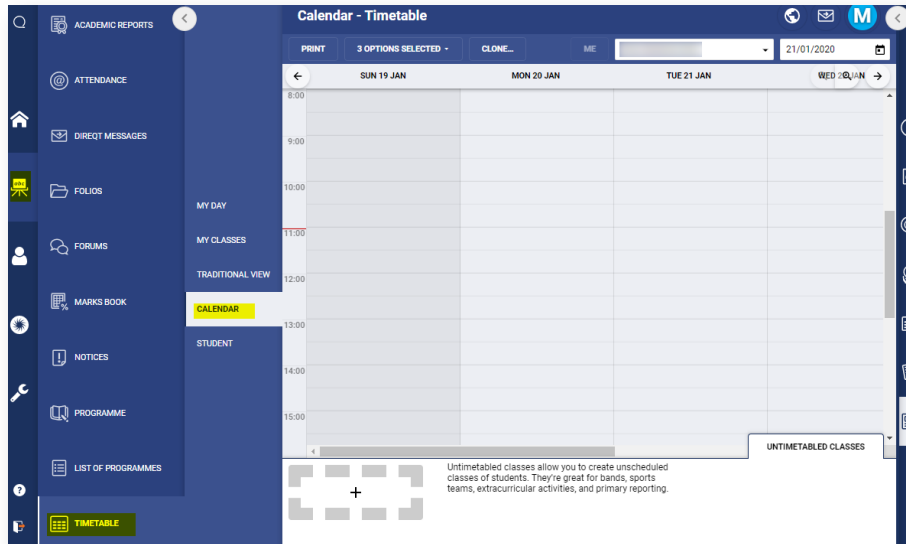 Calendar - Timetable
M
PRINT
3 OPTIONS SELECTED
CLONE...
ME
21/01/2020
SUN 19 JAN
MON 20 JAN
TUE 21 JAN
WED 22 JAN
8:00
9:00
10:00
11:00
12:00
13:00
14:00
15:00
abc
ACADEMIC REPORTS
ATTENDANCE
DIREQT MESSAGES
FOLIOS
FORUMS
MARKS BOOK
NOTICES
PROGRAMME
LIST OF PROGRAMMES
TIMETABLE
MY DAY
MY CLASSES
TRADITIONAL VIEW
CALENDAR
STUDENT
UNTIMETABLED CLASSES
Untimetabled classes allow you to create unscheduled
classes of students. They're great for bands, sports
teams, extracurricular activities, and primary reporting.